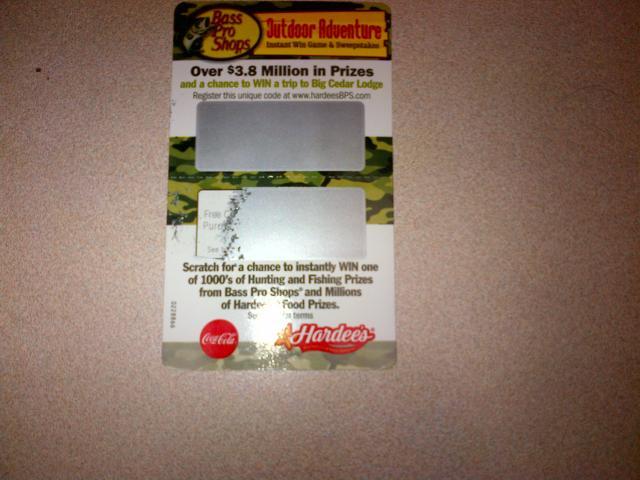 Bass
Pro
Shops
Outdoor Adventure
Instant Win Game & Sweepstakes
Over $3.8 Million in Prizes
and a chance to WIN a trip to Big Cedar Lodge
Register this unique code at www.hardeesBPS.com
Free
See
Scratch for a chance to instantly WIN one
of 1000's of Hunting and Fishing Prizes
from Bass Pro Shops® and Millions
of Hardee's Food Prizes.
terms
Coca-Cola
Hardee's